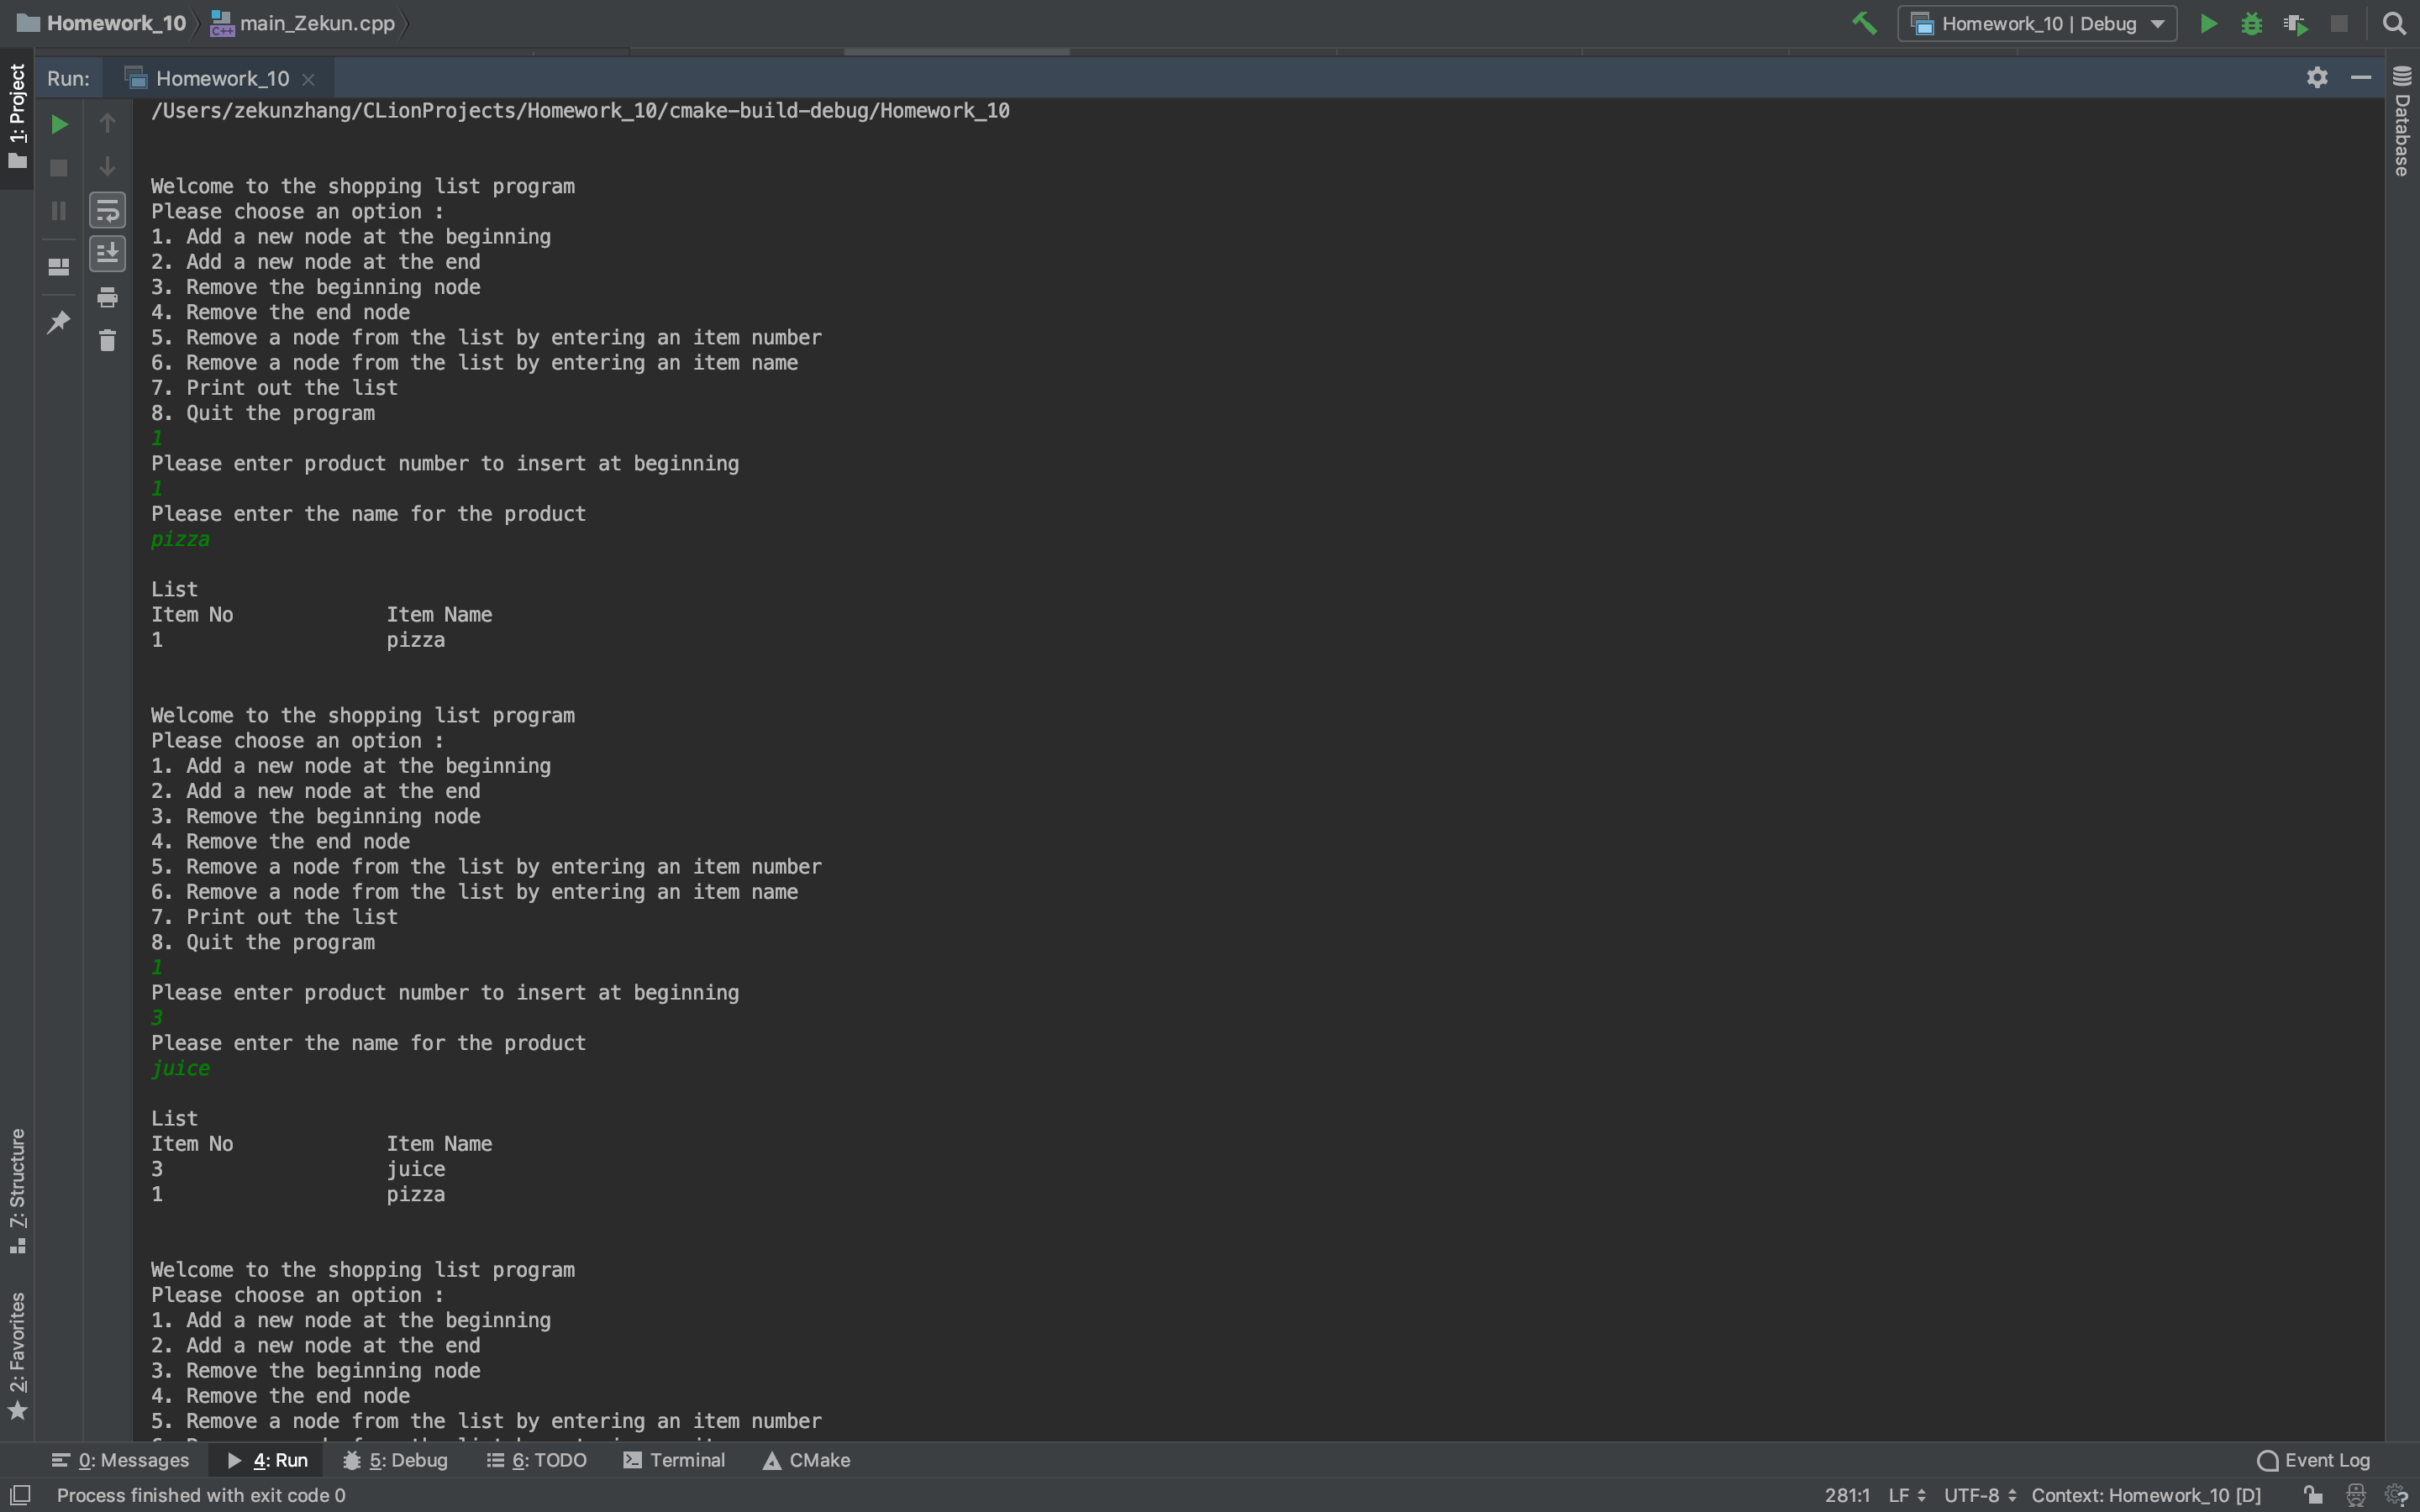 Homework_10
main_Zekun.cpp
Homework_10 | Debug
Run:
Homework_10
1: Project
Database
/Users/zekunzhang/CLionProjects/Homework_10/cmake-build-debug/Homework_10
Welcome to the shopping list program
Please choose an option :
1. Add a new node at the beginning
2. Add a new node at the end
3. Remove the beginning node
4. Remove the end node
5. Remove a node from the list by entering an item number
6. Remove a node from the list by entering an item name
7. Print out the list
8. Quit the program
1
Please enter product number to insert at beginning
1
Please enter the name for the product
pizza
List
Item No Item Name
1 pizza
Welcome to the shopping list program
Please choose an option :
1. Add a new node at the beginning
2. Add a new node at the end
3. Remove the beginning node
4. Remove the end node
5. Remove a node from the list by entering an item number
6. Remove a node from the list by entering an item name
7. Print out the list
8. Quit the program
1
Please enter product number to insert at beginning
3
Please enter the name for the product
juice
List
Item No Item Name
3 juice
1 pizza
Welcome to the shopping list program
Please choose an option :
1. Add a new node at the beginning
2. Add a new node at the end
3. Remove the beginning node
4. Remove the end node
5. Remove a node from the list by entering an item number
7: Structure
2: Favorites
0: Messages
4: Run
5: Debug
6: TODO
Terminal
CMake
Event Log
Process finished with exit code 0
281:1
LF
UTF-8
Context: Homework_10 [D]